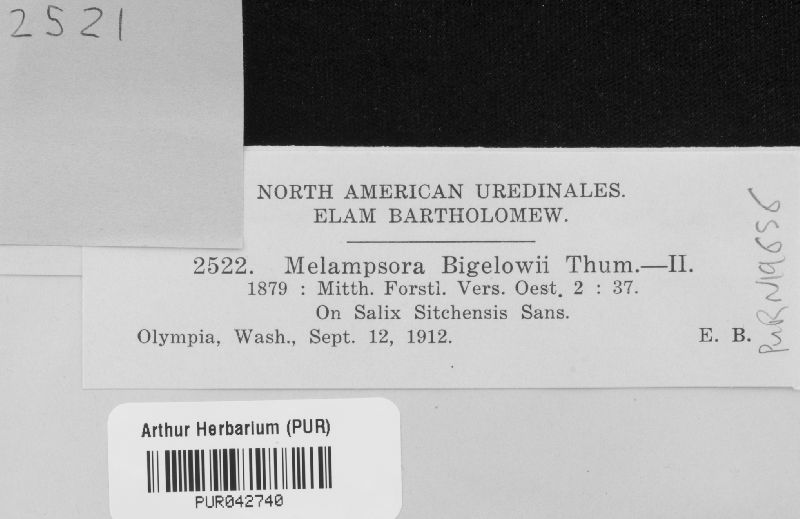 2521
NORTH AMERICAN UREDINALES.
ELAM BARTHOLOMEW.
2522. Melampsora Bigelowii Thum.—II.
1879 : Mitth. Forstl. Vers. Oest. 2 : 37.
On Salix Sitchensis Sans.
Olympia, Wash., Sept. 12, 1912. E. B.
PUR N19656
Arthur Herbarium (PUR)
PUR042740